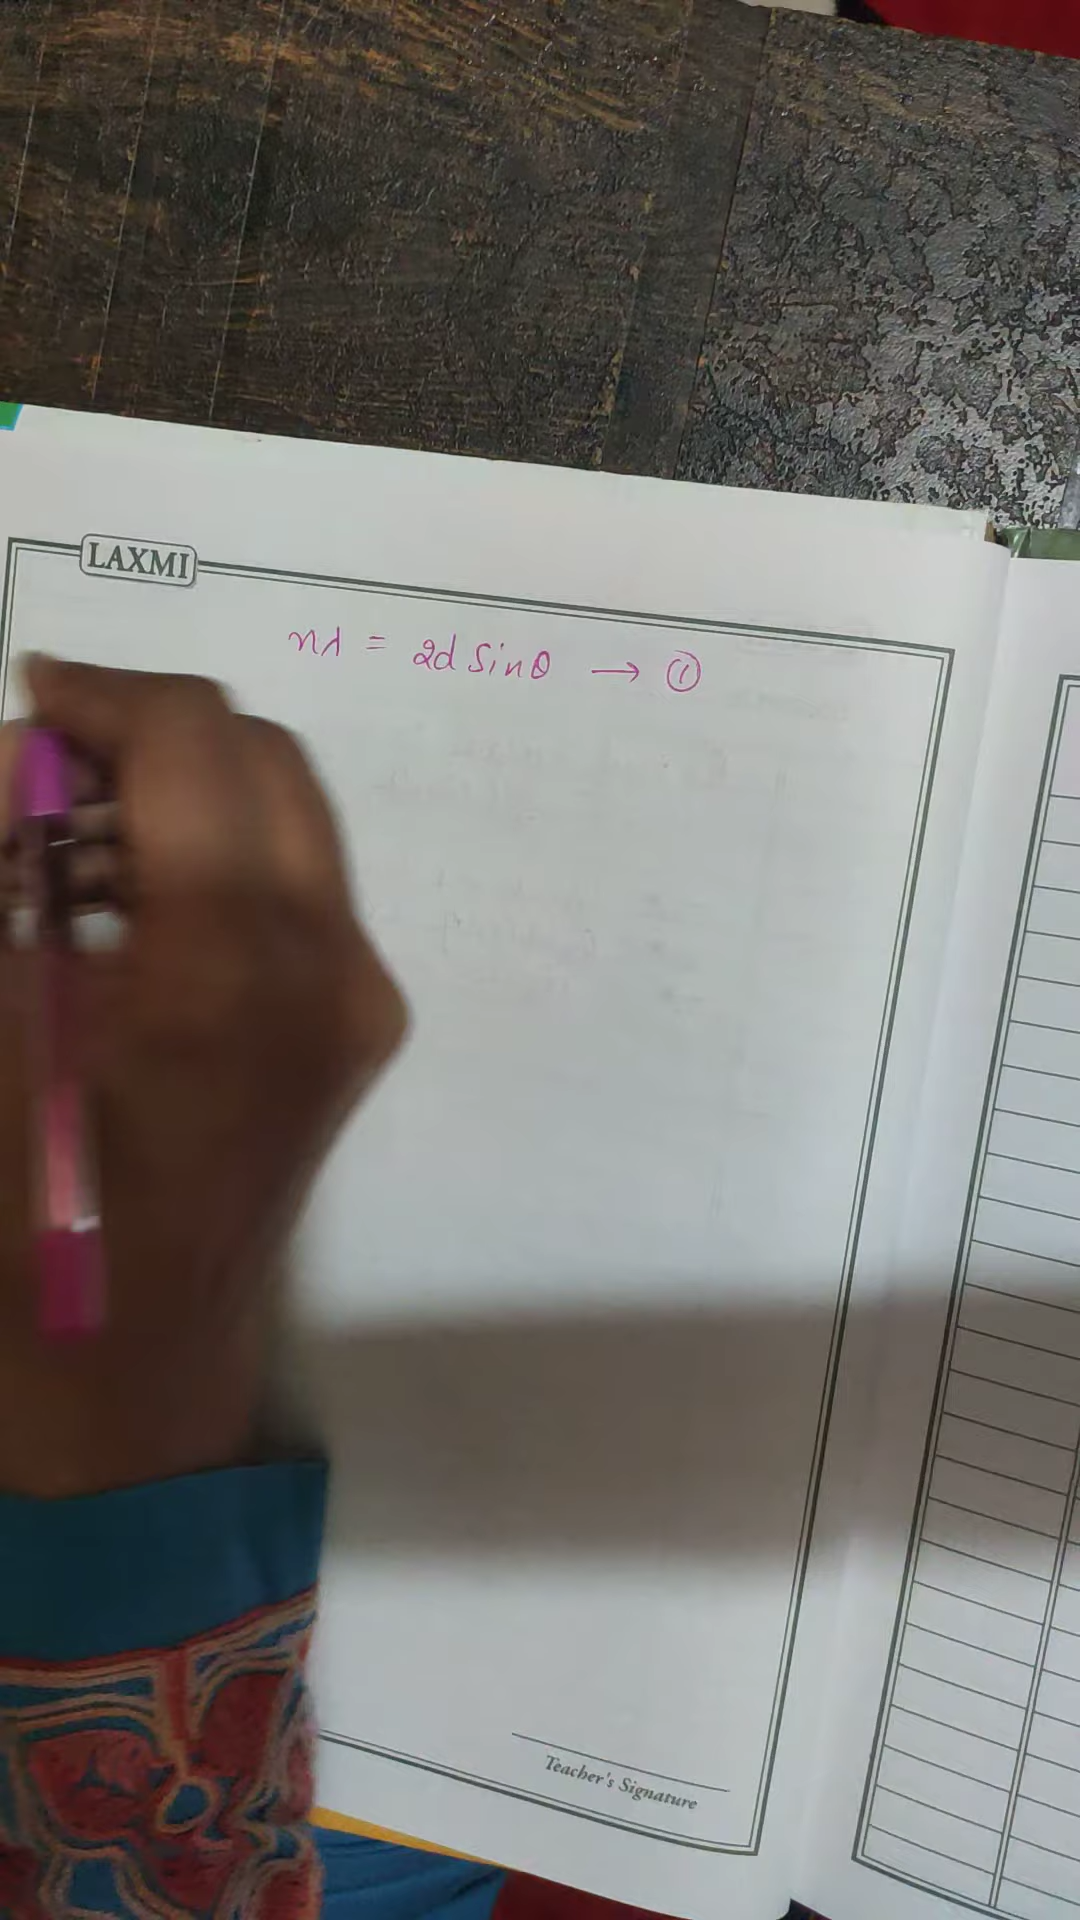 LAXMI
nλ = 2d Sinθ → ①
Teacher's Signature